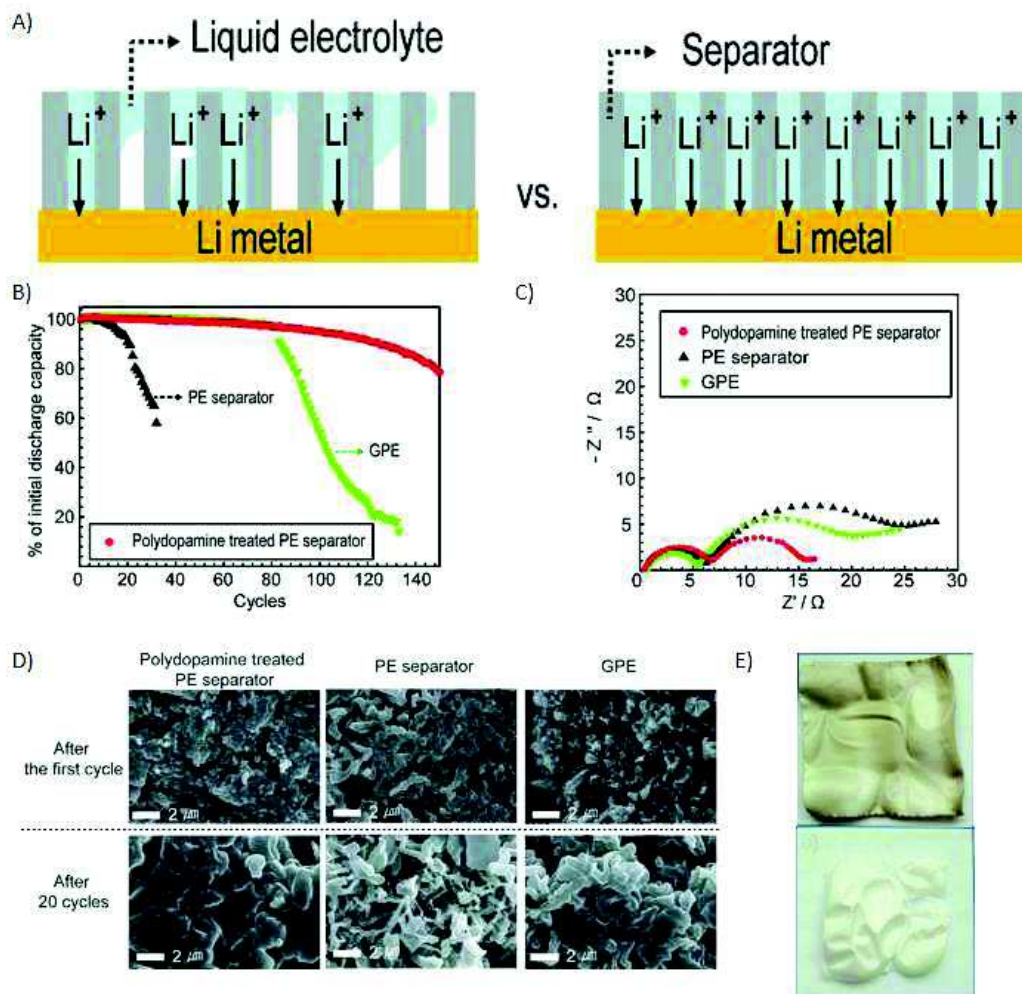 A)
Liquid electrolyte
Separator
Li+ Li+ Li+ Li+
Li+ Li+ Li+ Li+ Li+ Li+ Li+ Li+
vs.
Li metal
Li metal
B)
% of initial discharge capacity
100
80
60
40
20
PE separator
GPE
Polydopamine treated PE separator
0 20 40 60 80 100 120 140
Cycles
C)
- Z'' / Ω
30
25
20
15
10
5
0
Polydopamine treated PE separator
PE separator
GPE
0 5 10 15 20 25 30
Z' / Ω
D)
Polydopamine treated
PE separator
PE separator
GPE
After
the first cycle
2 μm
2 μm
2 μm
After
20 cycles
2 μm
2 μm
2 μm
E)